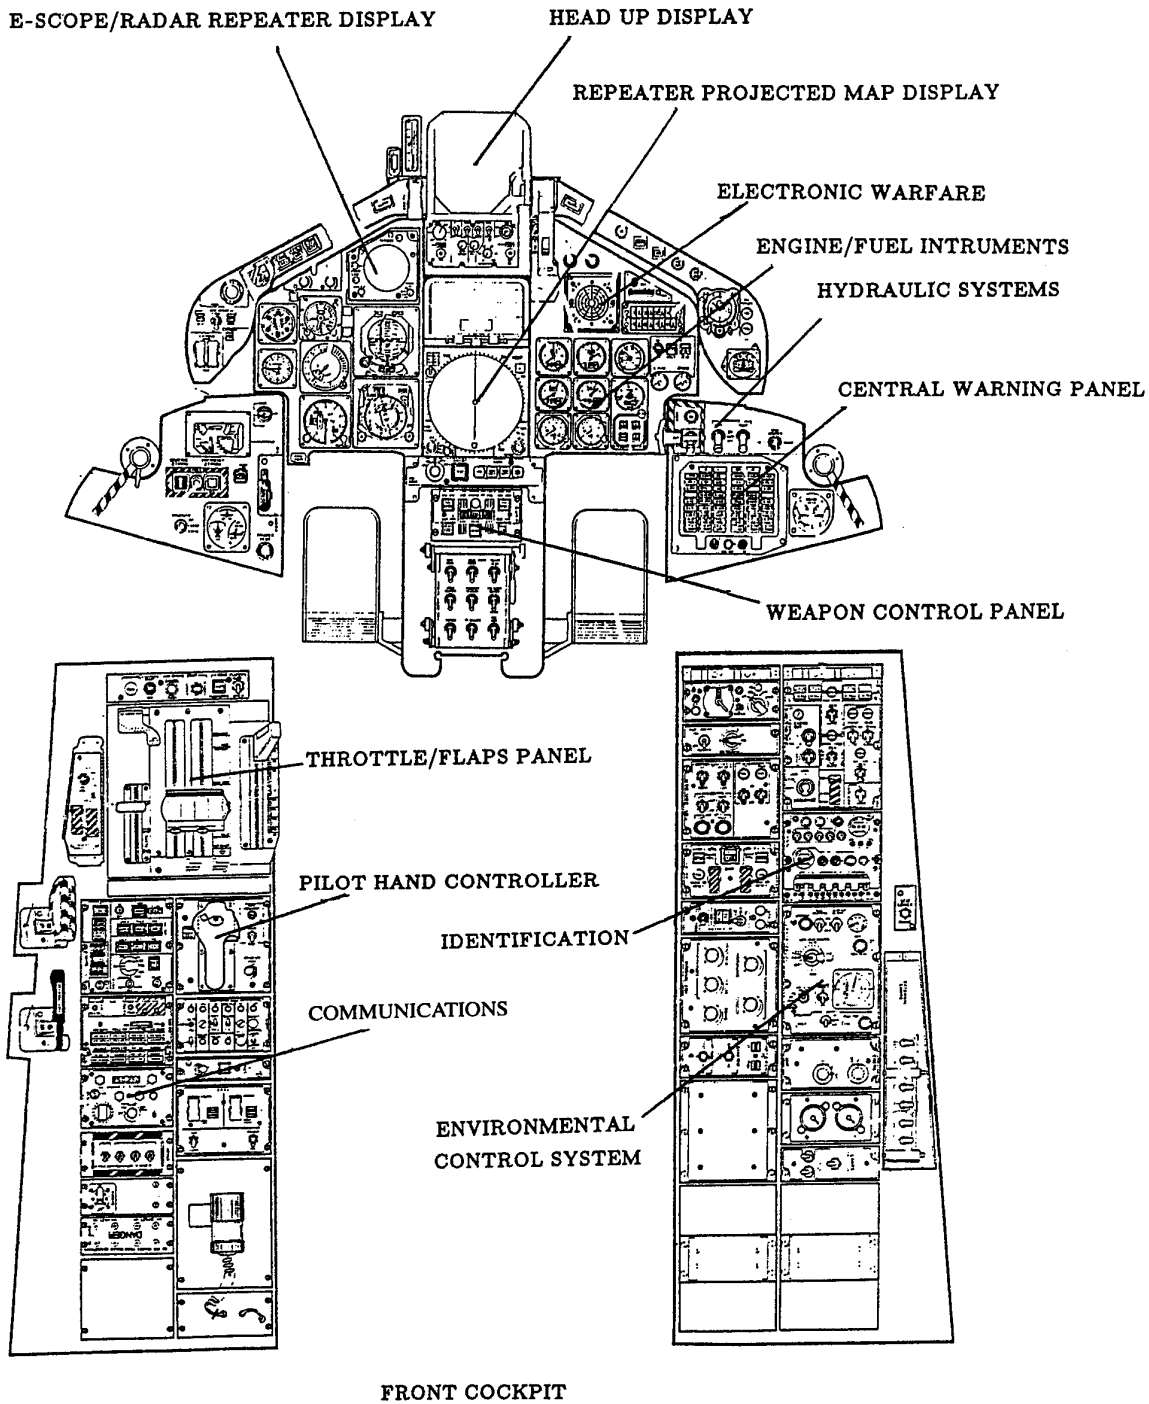 E-SCOPE/RADAR REPEATER DISPLAY
HEAD UP DISPLAY
REPEATER PROJECTED MAP DISPLAY
ELECTRONIC WARFARE
ENGINE/FUEL INTRUMENTS
HYDRAULIC SYSTEMS
CENTRAL WARNING PANEL
WEAPON CONTROL PANEL
THROTTLE/FLAPS PANEL
PILOT HAND CONTROLLER
IDENTIFICATION
COMMUNICATIONS
ENVIRONMENTAL
CONTROL SYSTEM
DANGER
FRONT COCKPIT